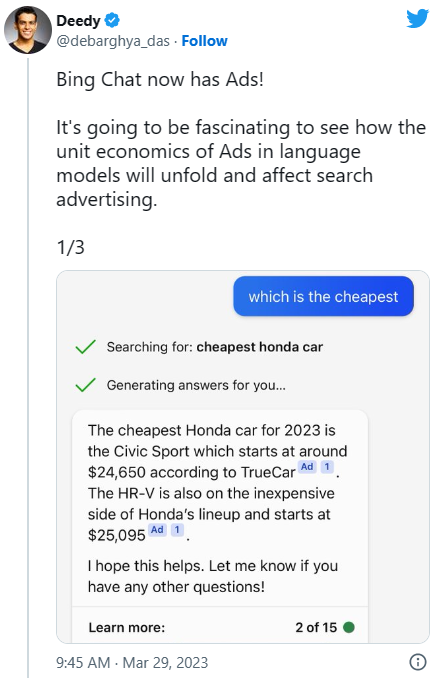 Deedy
@debarghya_das · Follow
Bing Chat now has Ads!
It's going to be fascinating to see how the
unit economics of Ads in language
models will unfold and affect search
advertising.
1/3
which is the cheapest
Searching for: cheapest honda car
Generating answers for you...
The cheapest Honda car for 2023 is
the Civic Sport which starts at around
$24,650 according to TrueCar Ad 1 .
The HR-V is also on the inexpensive
side of Honda's lineup and starts at
$25,095 Ad 1 .
I hope this helps. Let me know if you
have any other questions!
Learn more: 2 of 15
9:45 AM · Mar 29, 2023